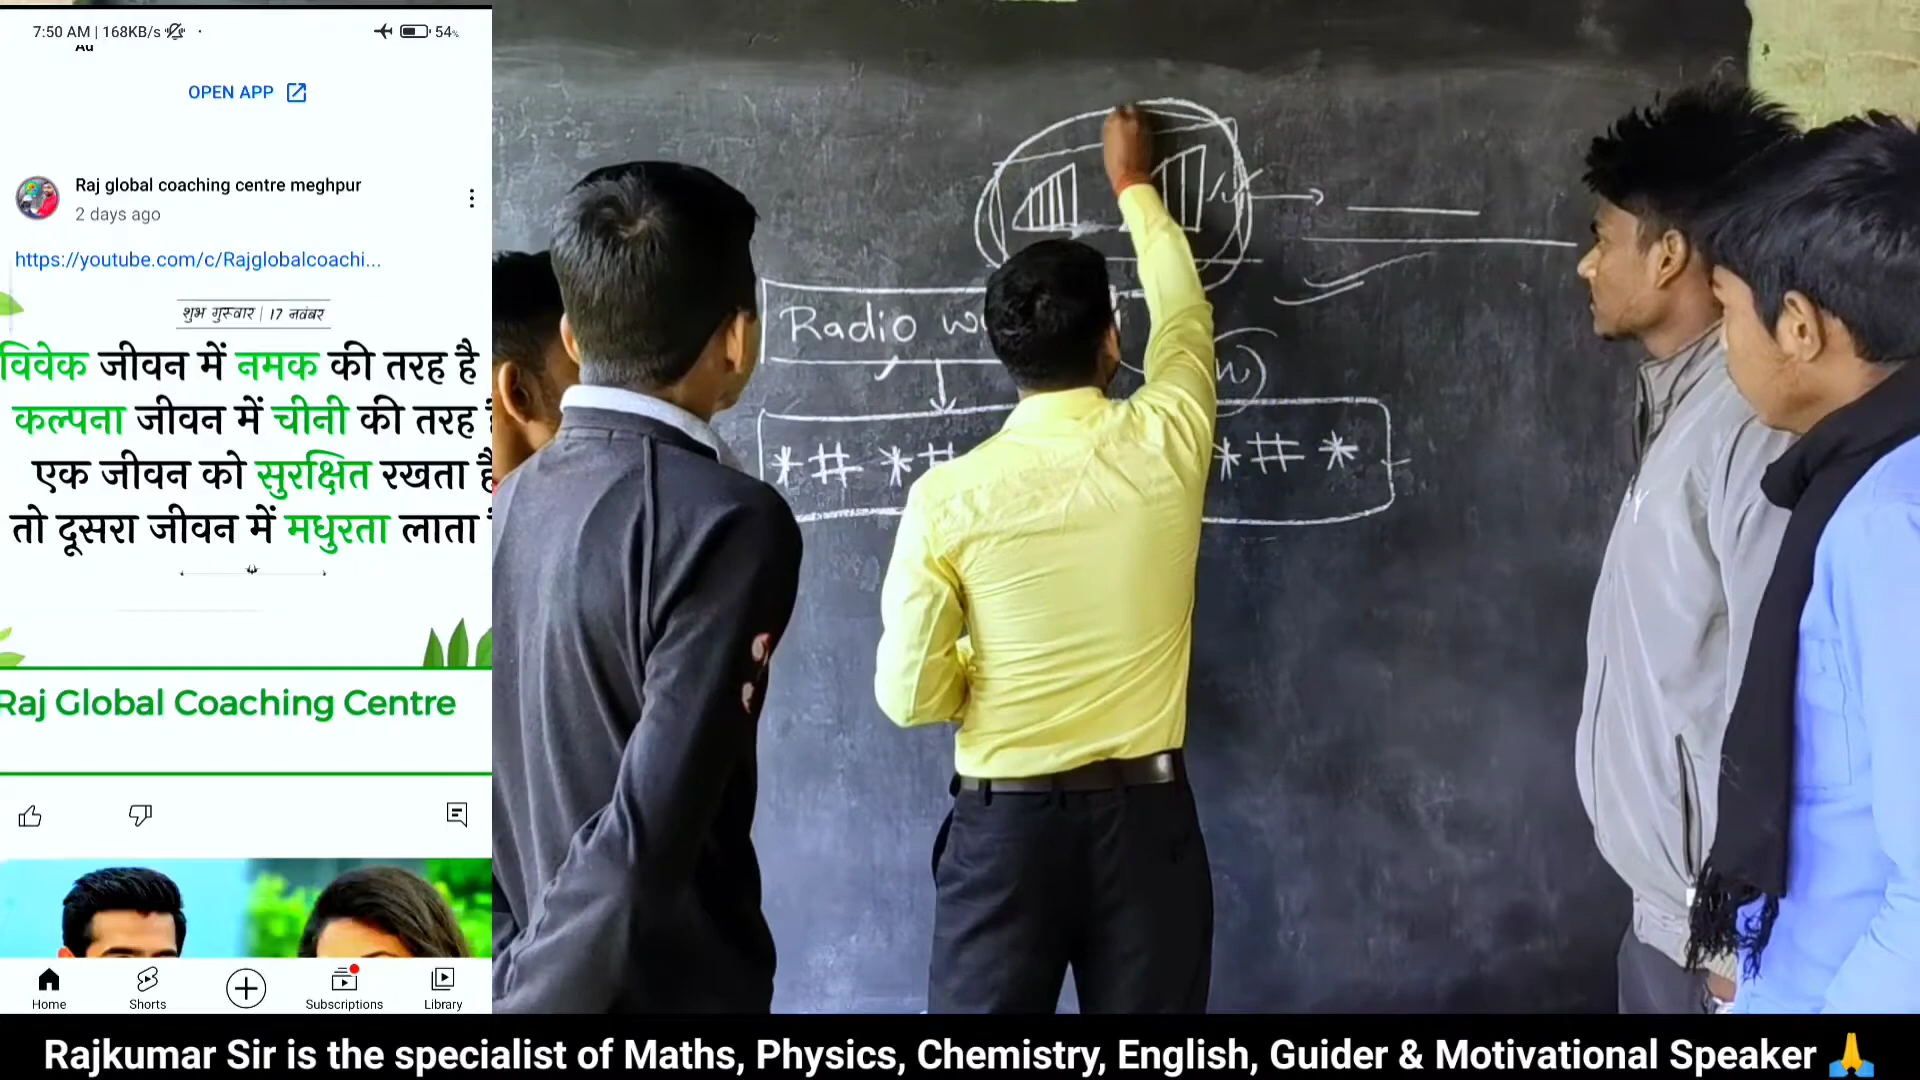 7:50 AM | 168KB/s
54%
Ad
OPEN APP
Raj global coaching centre meghpur
2 days ago
https://youtube.com/c/Rajglobalcoachi...
शुभ गुरूवार | 17 नवंबर
विवेक जीवन में नमक की तरह है
कल्पना जीवन में चीनी की तरह
एक जीवन को सुरक्षित रखता है
तो दूसरा जीवन में मधुरता लाता
Raj Global Coaching Centre
Home
Shorts
Subscriptions
Library
Radio
* # * #
* # *
Rajkumar Sir is the specialist of Maths, Physics, Chemistry, English, Guider & Motivational Speaker 🙏